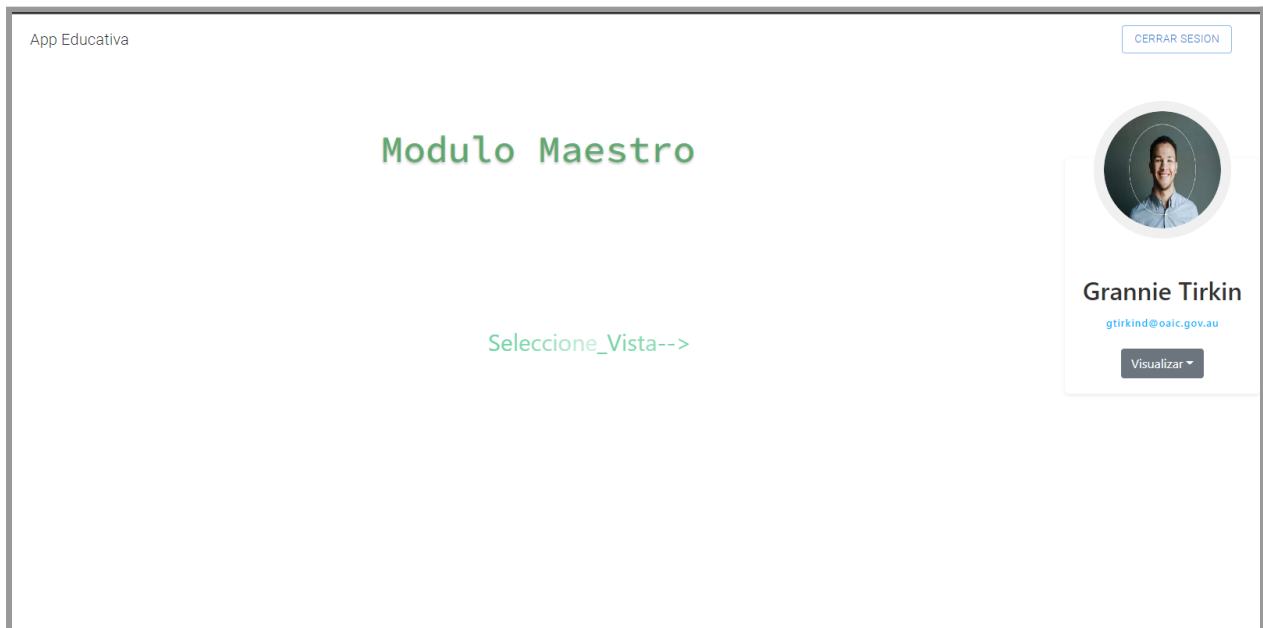 App Educativa
CERRAR SESION
Modulo Maestro
Grannie Tirkin
gtirkind@oaic.gov.au
Seleccione_Vista-->
Visualizar